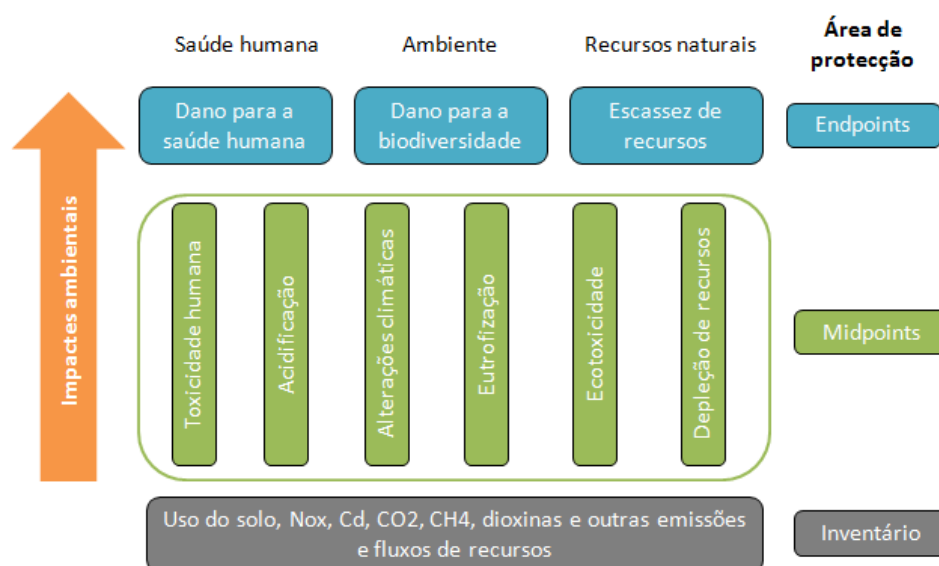 Saúde humana
Ambiente
Recursos naturais
Área de
protecção
Dano para a
saúde humana
Dano para a
biodiversidade
Escassez de
recursos
Endpoints
Impactes ambientais
Toxicidade humana
Acidificação
Alterações climáticas
Eutrofização
Ecotoxicidade
Depleção de recursos
Midpoints
Uso do solo, Nox, Cd, CO2, CH4, dioxinas e outras emissões
e fluxos de recursos
Inventário